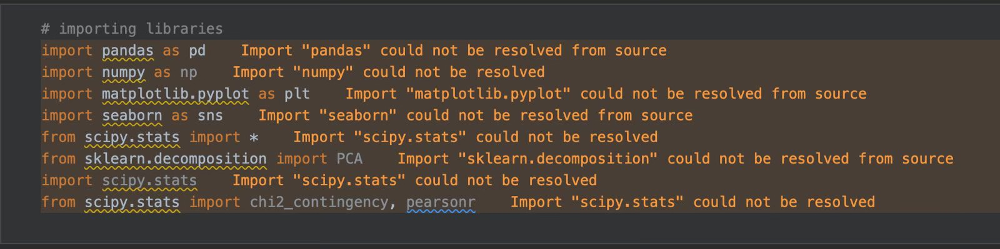 # importing libraries
import pandas as pd    Import "pandas" could not be resolved from source
import numpy as np    Import "numpy" could not be resolved
import matplotlib.pyplot as plt    Import "matplotlib.pyplot" could not be resolved from source
import seaborn as sns    Import "seaborn" could not be resolved from source
from scipy.stats import *    Import "scipy.stats" could not be resolved
from sklearn.decomposition import PCA    Import "sklearn.decomposition" could not be resolved from source
import scipy.stats    Import "scipy.stats" could not be resolved
from scipy.stats import chi2_contingency, pearsonr    Import "scipy.stats" could not be resolved